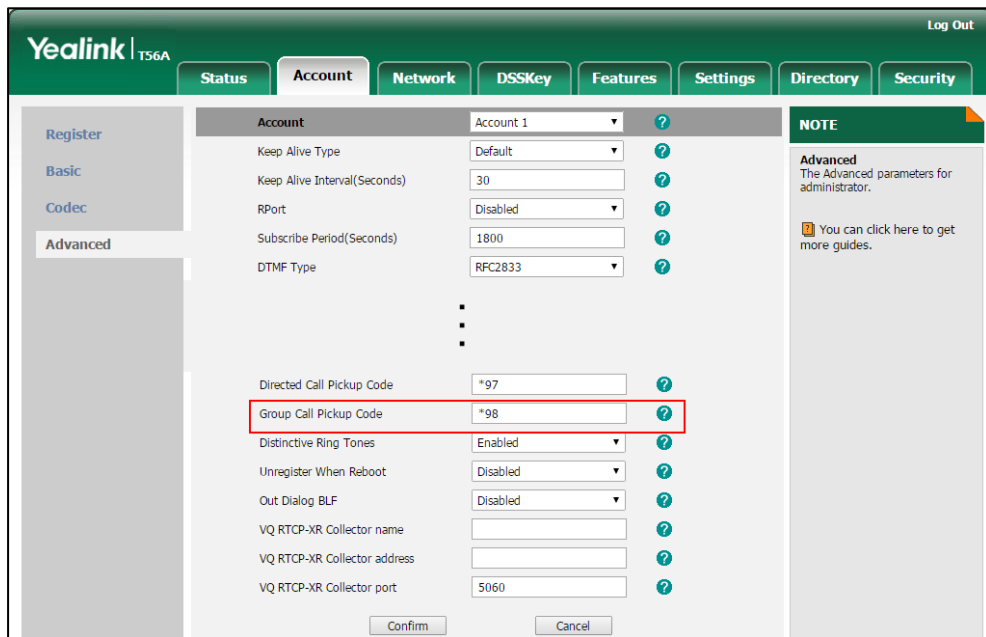 Log Out
Yealink T56A
Status Account Network DSSKey Features Settings Directory Security
Register
Basic
Codec
Advanced
Account Account 1 ?
Keep Alive Type Default ?
Keep Alive Interval(Seconds) 30 ?
RPort Disabled ?
Subscribe Period(Seconds) 1800 ?
DTMF Type RFC2833 ?
Directed Call Pickup Code *97 ?
Group Call Pickup Code *98 ?
Distinctive Ring Tones Enabled ?
Unregister When Reboot Disabled ?
Out Dialog BLF Disabled ?
VQ RTCP-XR Collector name ?
VQ RTCP-XR Collector address ?
VQ RTCP-XR Collector port 5060 ?
Confirm Cancel
NOTE
Advanced
The Advanced parameters for
administrator.
? You can click here to get
more guides.